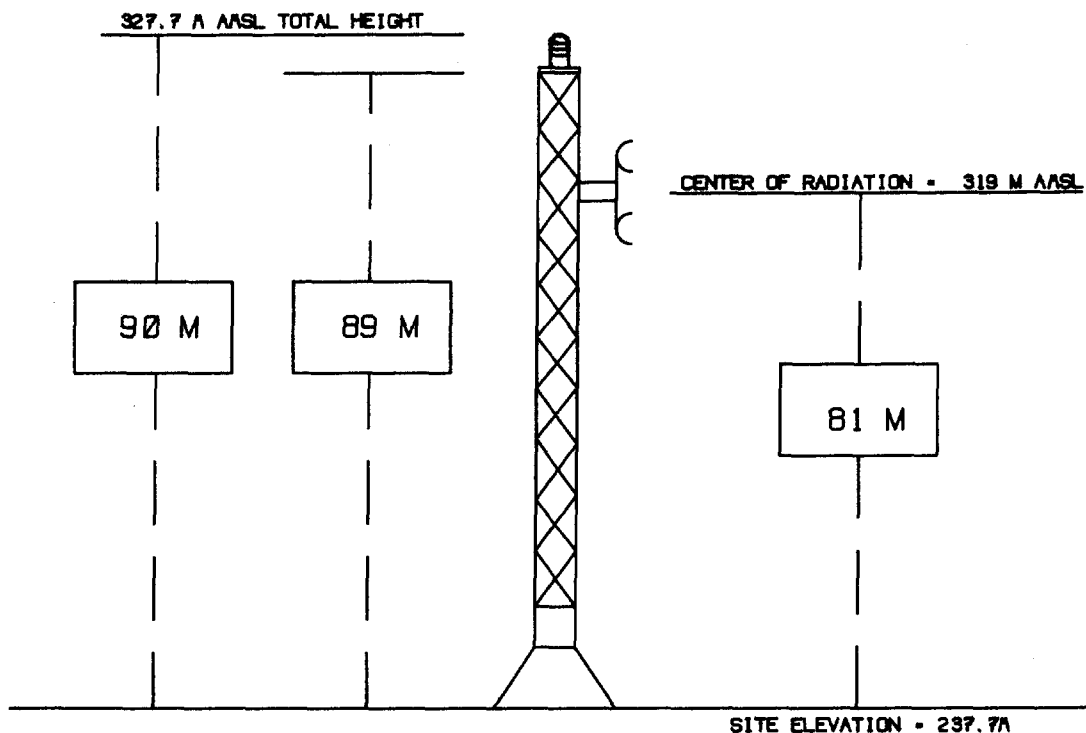 327.7 M AMSL TOTAL HEIGHT
CENTER OF RADIATION = 319 M AMSL
90 M
89 M
81 M
SITE ELEVATION = 237.7M